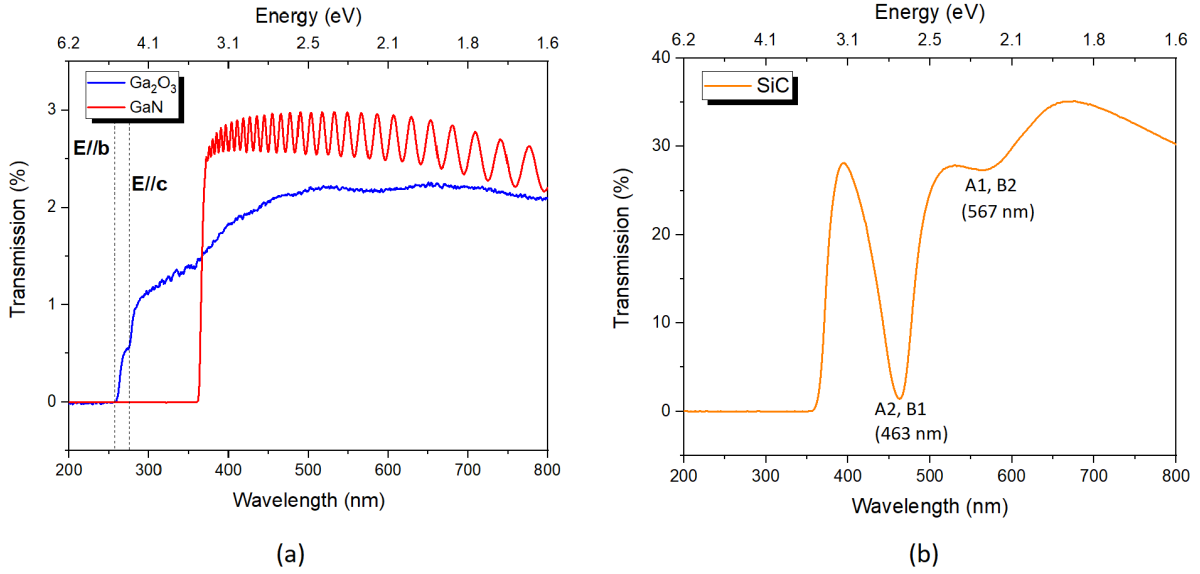 Energy (eV)
6.2 4.1 3.1 2.5 2.1 1.8 1.6
Ga₂O₃
GaN
E//b
E//c
Transmission (%)
3
2
1
0
200 300 400 500 600 700 800
Wavelength (nm)
(a)
Energy (eV)
6.2 4.1 3.1 2.5 2.1 1.8 1.6
SiC
Transmission (%)
40
30
20
10
0
A1, B2
(567 nm)
A2, B1
(463 nm)
200 300 400 500 600 700 800
Wavelength (nm)
(b)